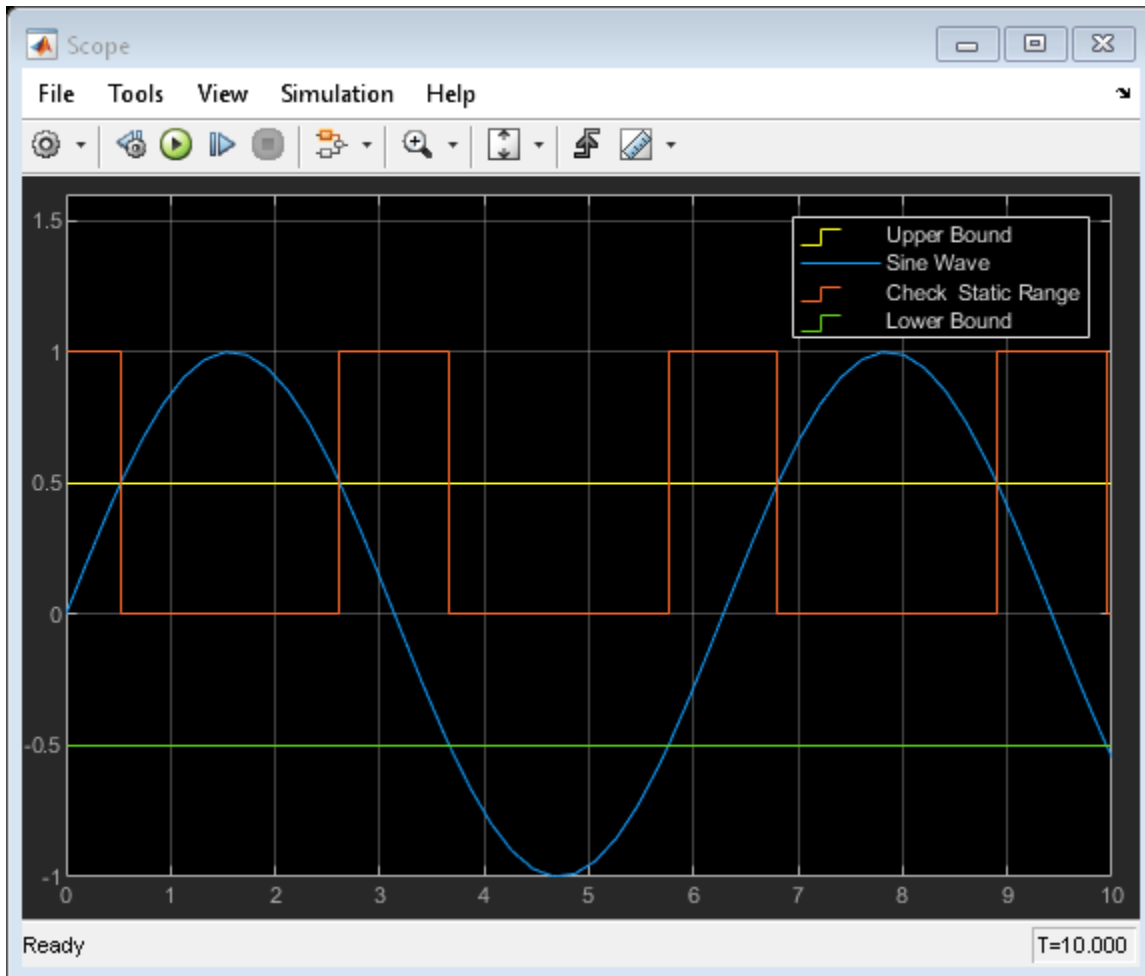 Scope
File Tools View Simulation Help
1.5
1
0.5
0
-0.5
-1
Upper Bound
Sine Wave
Check  Static Range
Lower Bound
0 1 2 3 4 5 6 7 8 9 10
Ready T=10.000